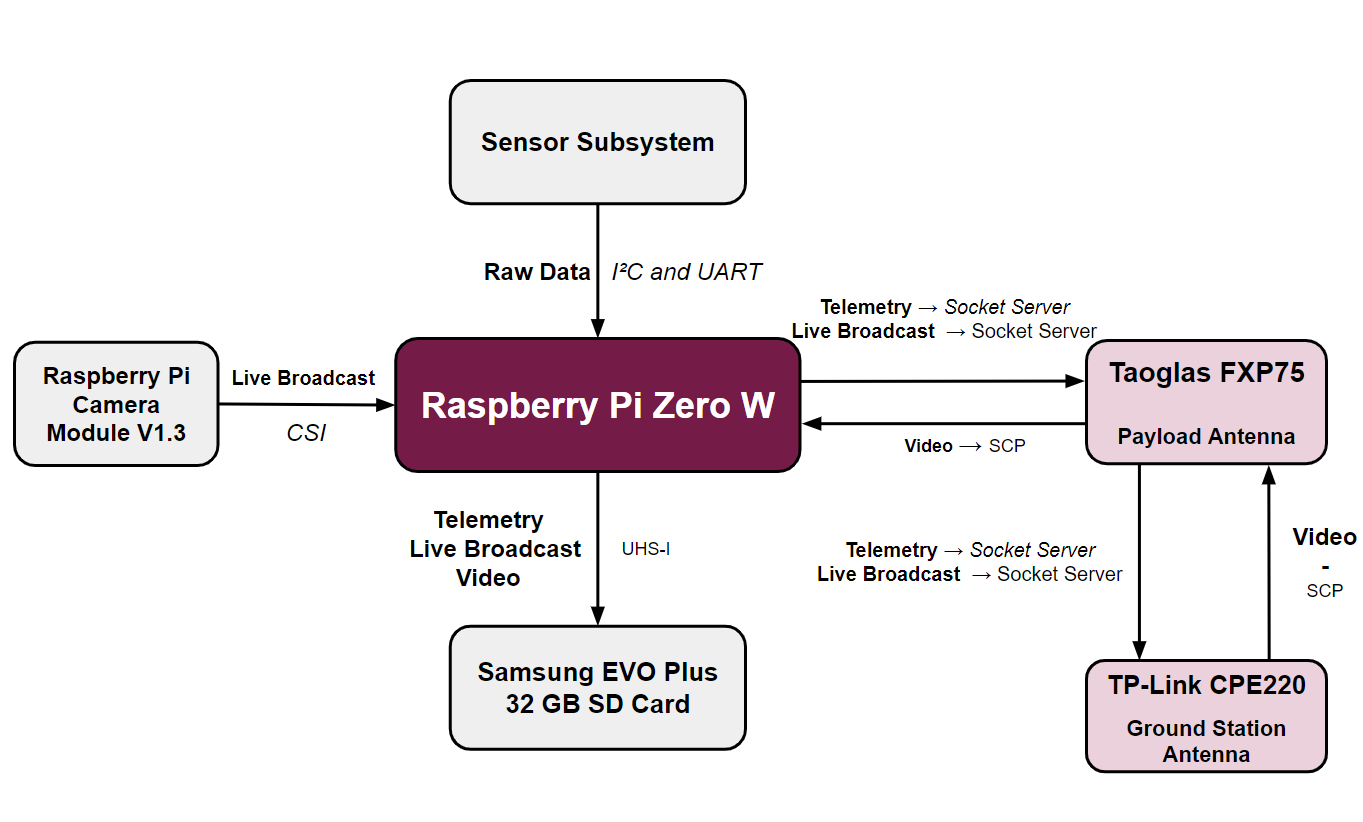 Sensor Subsystem
Raw Data I²C and UART
Telemetry → Socket Server
Live Broadcast → Socket Server
Raspberry Pi
Camera
Module V1.3
Live Broadcast
CSI
Raspberry Pi Zero W
Taoglas FXP75
Payload Antenna
Video → SCP
Telemetry
Live Broadcast
Video
UHS-I
Telemetry → Socket Server
Live Broadcast → Socket Server
Video
-
SCP
Samsung EVO Plus
32 GB SD Card
TP-Link CPE220
Ground Station
Antenna